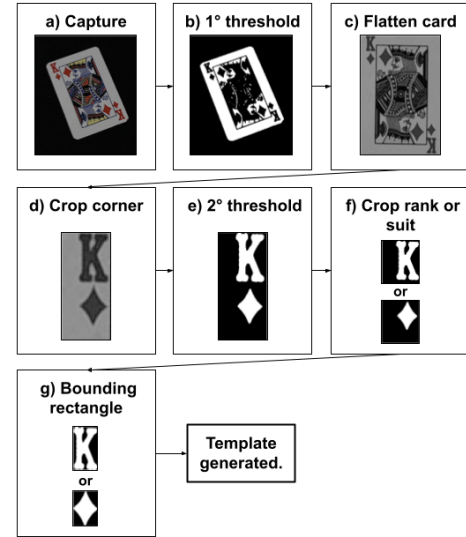 a) Capture
b) 1° threshold
c) Flatten card
K
K
K
K
K
K
d) Crop corner
e) 2° threshold
f) Crop rank or
suit
K
K
K
or
g) Bounding
rectangle
K
or
Template
generated.